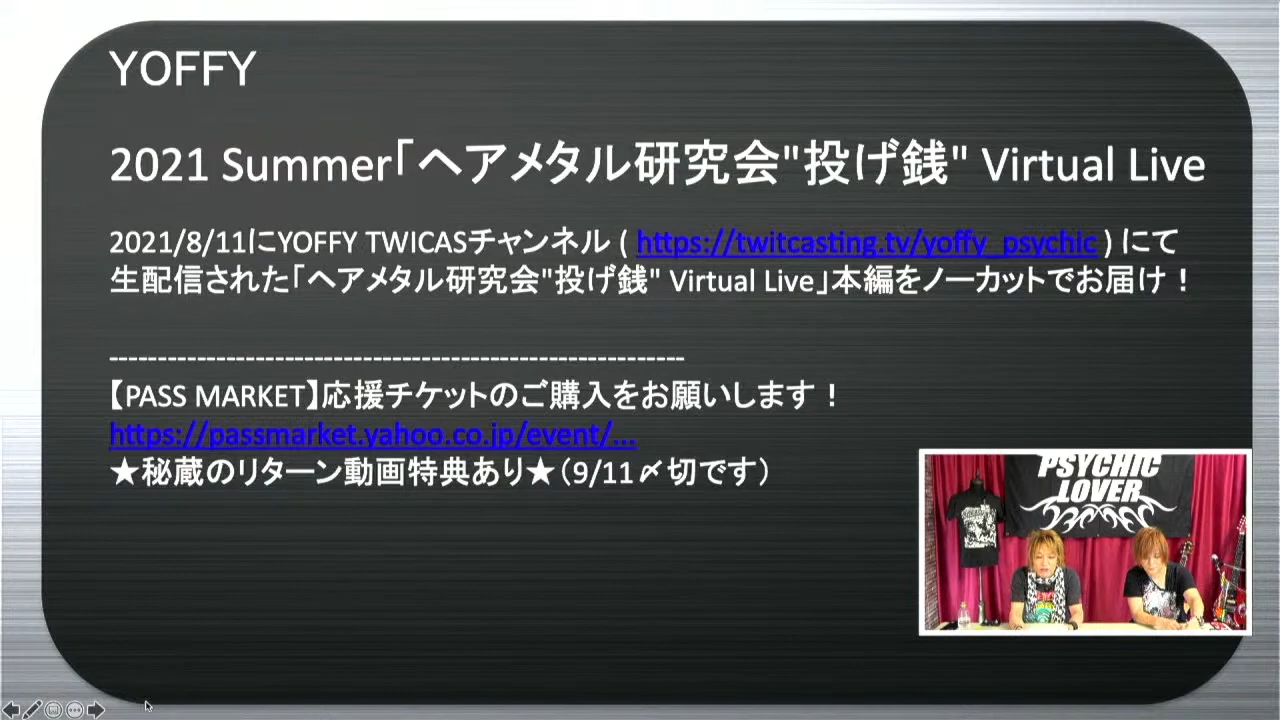 YOFFY
2021 Summer「ヘアメタル研究会"投げ銭" Virtual Live
2021/8/11にYOFFY TWICASチャンネル ( https://twitcasting.tv/yoffy_psychic ) にて
生配信された「ヘアメタル研究会"投げ銭" Virtual Live」本編をノーカットでお届け！
------------------------------------------------------------
【PASS MARKET】応援チケットのご購入をお願いします！
https://passmarket.yahoo.co.jp/event/...
★秘蔵のリターン動画特典あり★（9/11〆切です）
PSYCHIC
LOVER